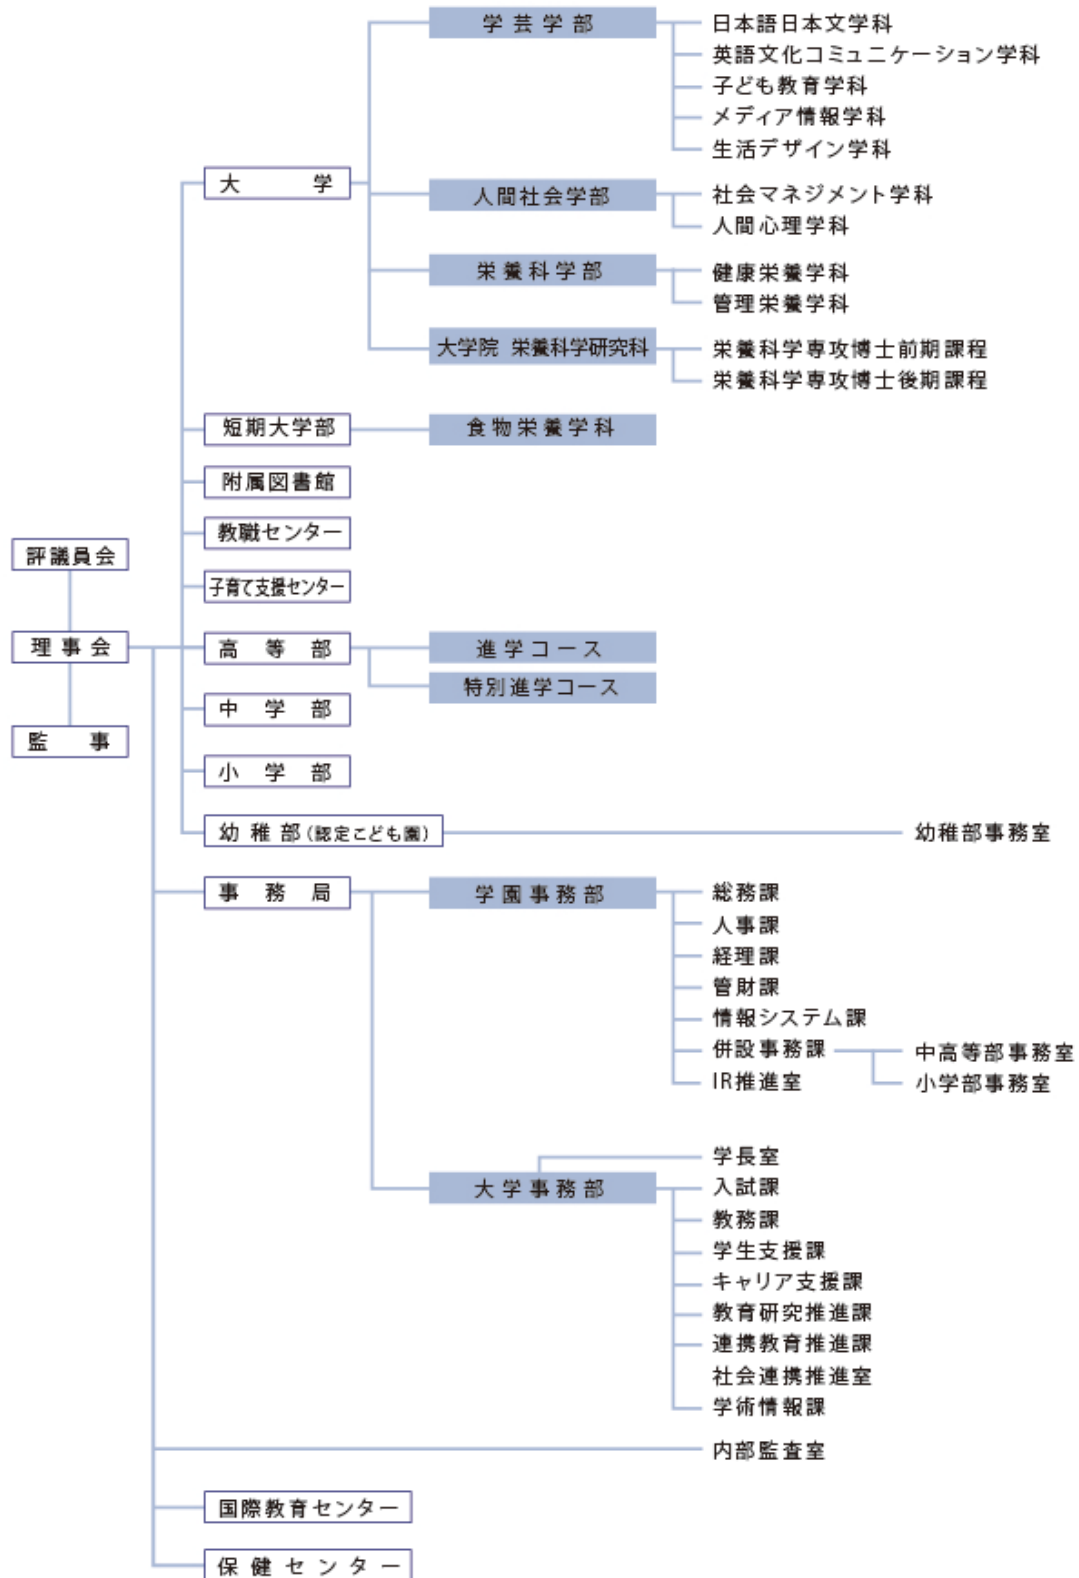 学芸学部
日本語日本文学科
英語文化コミュニケーション学科
子ども教育学科
メディア情報学科
生活デザイン学科
大学
人間社会学部
社会マネジメント学科
人間心理学科
栄養科学部
健康栄養学科
管理栄養学科
大学院 栄養科学研究科
栄養科学専攻博士前期課程
栄養科学専攻博士後期課程
短期大学部
食物栄養学科
附属図書館
教職センター
評議員会
子育て支援センター
理事会
高等部
進学コース
特別進学コース
中学部
監事
小学部
幼稚部(認定こども園)
幼稚部事務室
事務局
学園事務部
総務課
人事課
経理課
管財課
情報システム課
併設事務課
中高等部事務室
IR推進室
小学部事務室
学長室
大学事務部
入試課
教務課
学生支援課
キャリア支援課
教育研究推進課
連携教育推進課
社会連携推進室
学術情報課
内部監査室
国際教育センター
保健センター